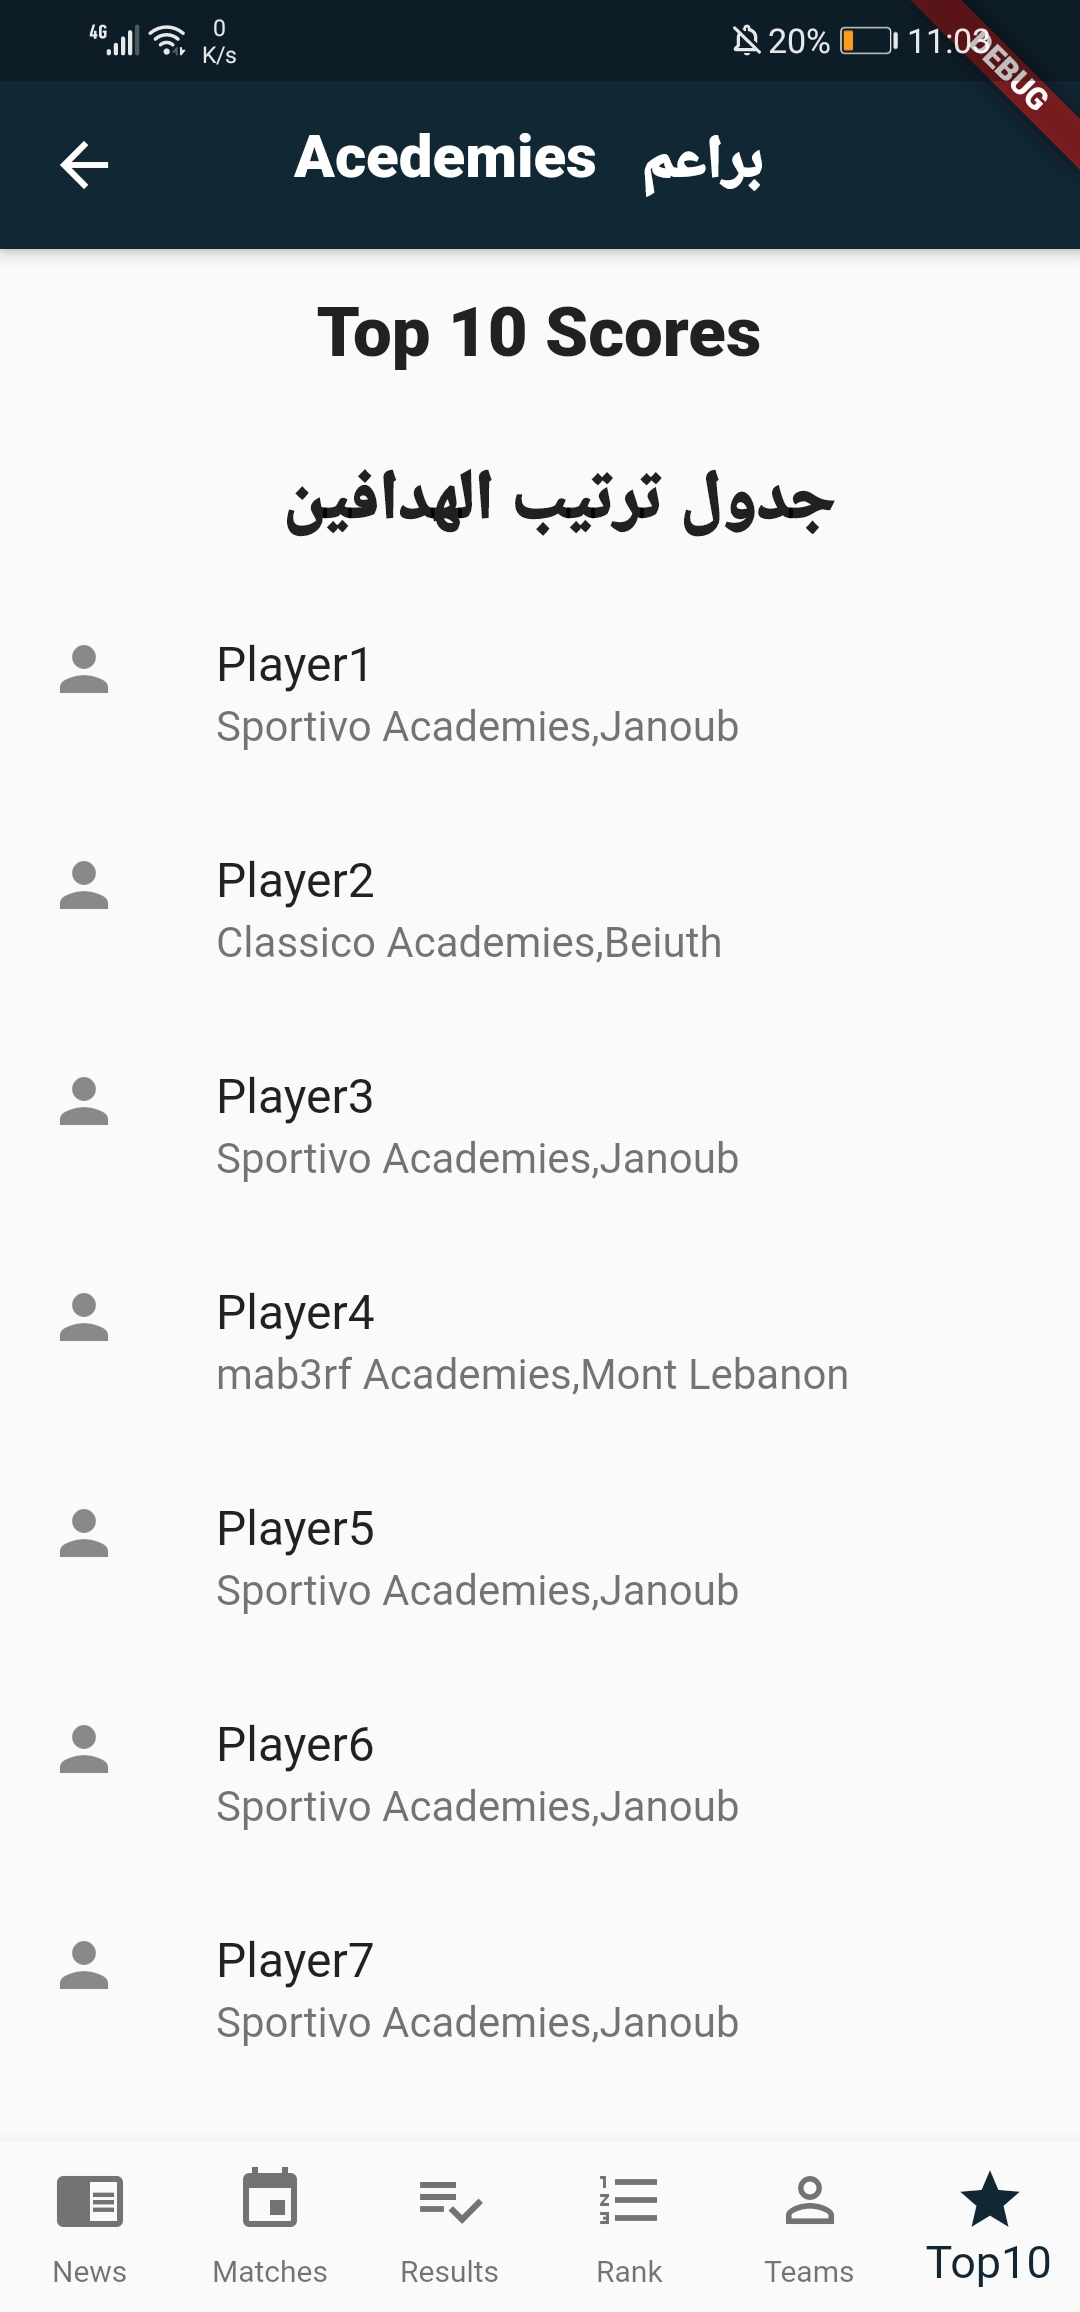 4G 0 K/s 20% 11:03
DEBUG
Acedemies براعم
Top 10 Scores
جدول ترتيب الهدافين
Player1
Sportivo Academies,Janoub
Player2
Classico Academies,Beiuth
Player3
Sportivo Academies,Janoub
Player4
mab3rf Academies,Mont Lebanon
Player5
Sportivo Academies,Janoub
Player6
Sportivo Academies,Janoub
Player7
Sportivo Academies,Janoub
News Matches Results Rank Teams Top10